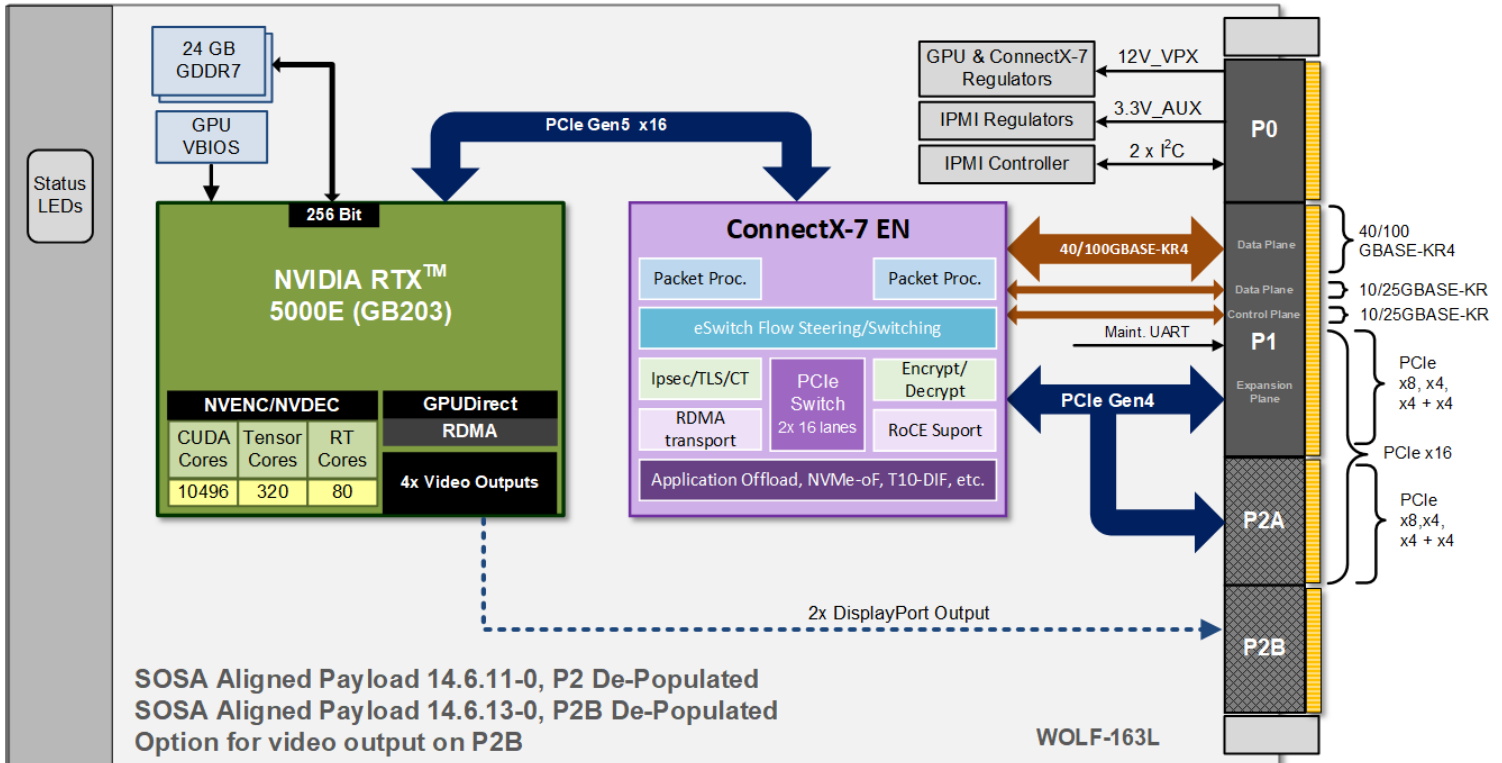 24 GB
GDDR7
GPU
VBIOS
Status
LEDs
PCIe Gen5 x16
GPU & ConnectX-7
Regulators
12V_VPX
IPMI Regulators
3.3V_AUX
IPMI Controller
2 x I²C
P0
256 Bit
NVIDIA RTX™
5000E (GB203)
NVENC/NVDEC
CUDA
Cores
Tensor
Cores
RT
Cores
10496
320
80
GPUDirect
RDMA
4x Video Outputs
ConnectX-7 EN
Packet Proc.
Packet Proc.
eSwitch Flow Steering/Switching
Ipsec/TLS/CT
PCIe
Switch
2x 16 lanes
Encrypt/
Decrypt
RDMA
transport
RoCE Suport
Application Offload, NVMe-oF, T10-DIF, etc.
40/100GBASE-KR4
Data Plane
40/100
GBASE-KR4
Data Plane
10/25GBASE-KR
Control Plane
10/25GBASE-KR
Maint. UART
P1
PCIe Gen4
Expansion
Plane
PCIe
x8, x4,
x4 + x4
PCIe x16
PCIe
x8,x4,
x4 + x4
P2A
2x DisplayPort Output
P2B
SOSA Aligned Payload 14.6.11-0, P2 De-Populated
SOSA Aligned Payload 14.6.13-0, P2B De-Populated
Option for video output on P2B
WOLF-163L